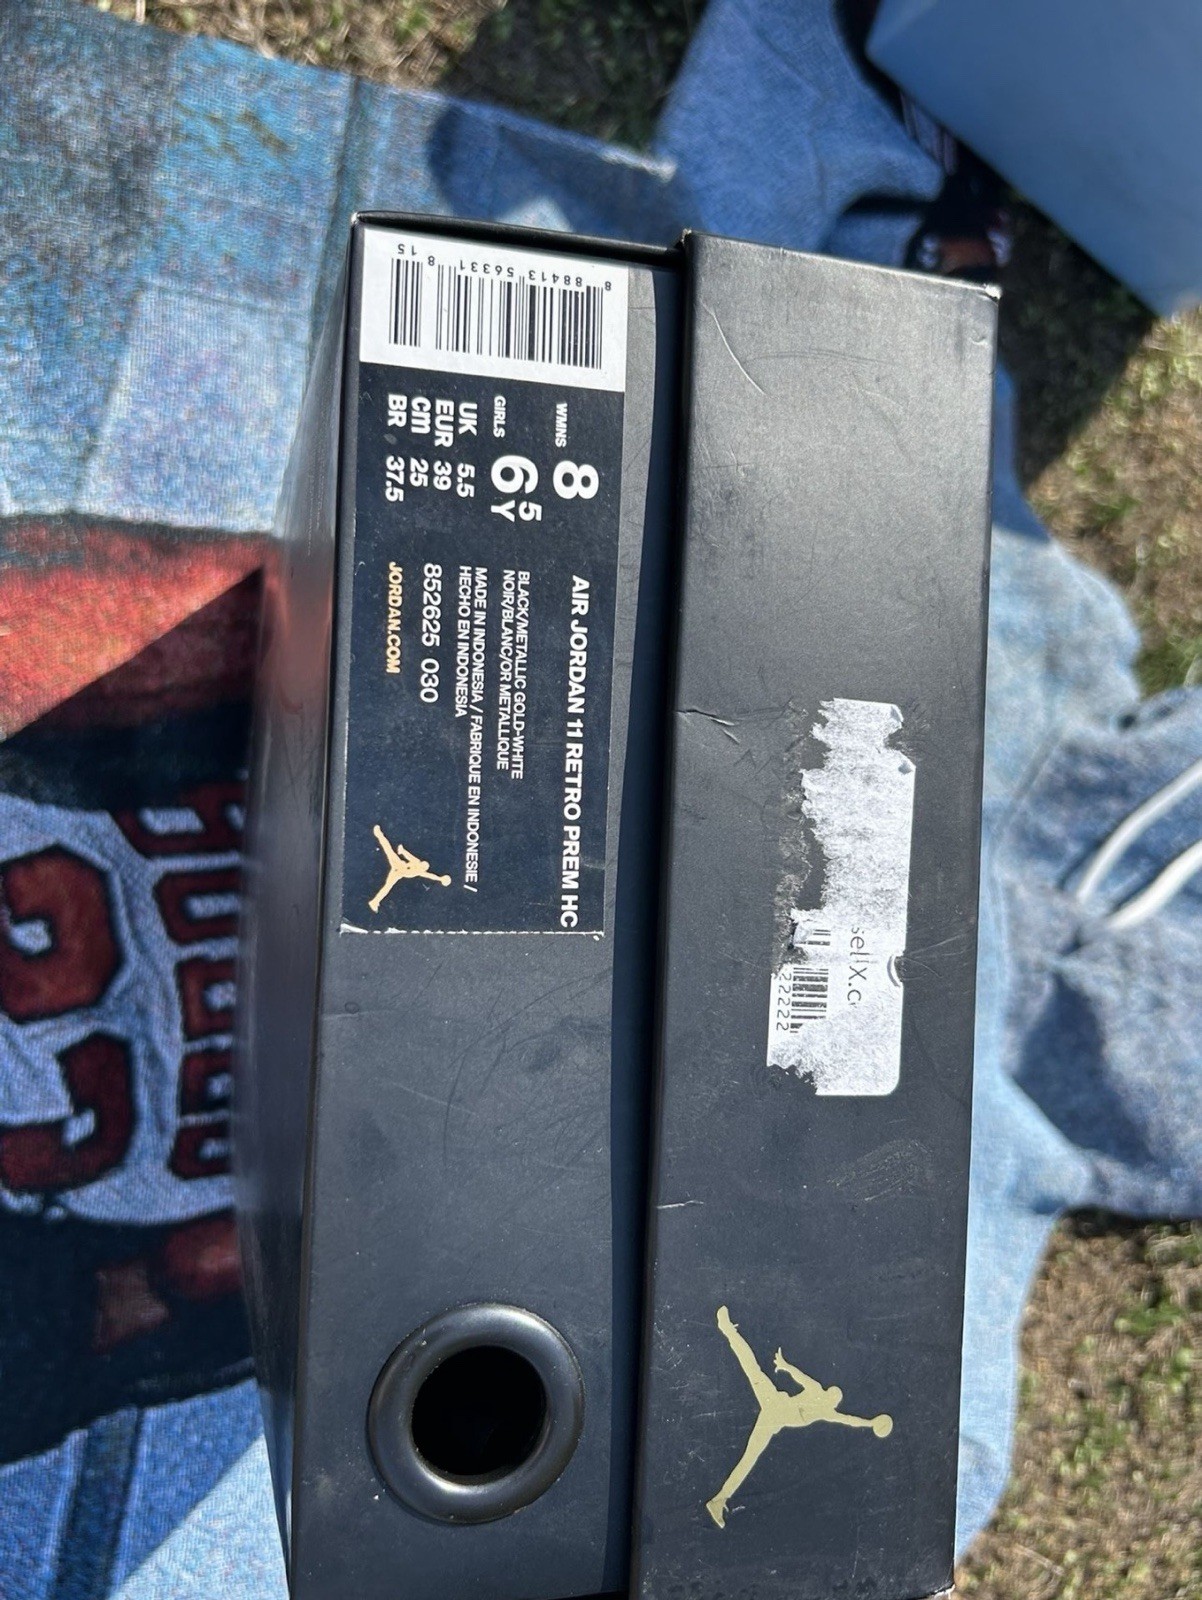 8 88413 56331 8 15
WMNS 8
GIRLS 6.5Y
UK 5.5
EUR 39
cm 25
BR 37.5
AIR JORDAN 11 RETRO PREM HC
BLACK/METALLIC GOLD-WHITE
NOIR/BLANC/OR METALLIQUE
MADE IN INDONESIA / FABRIQUE EN INDONESIE /
HECHO EN INDONESIA
852625 030
JORDAN.COM
22222